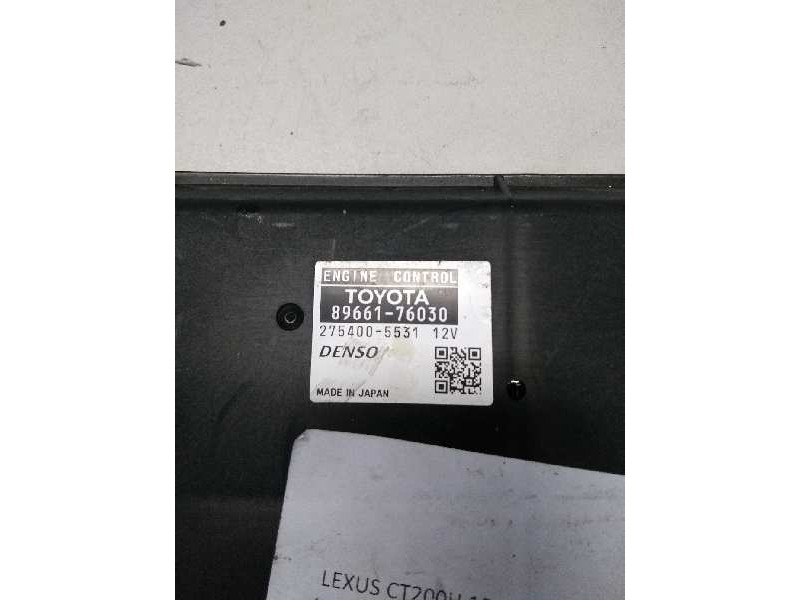 ENGINE CONTROL
TOYOTA
89661-76030
275400-5531 12V
DENSO
MADE IN JAPAN
LEXUS CT200H